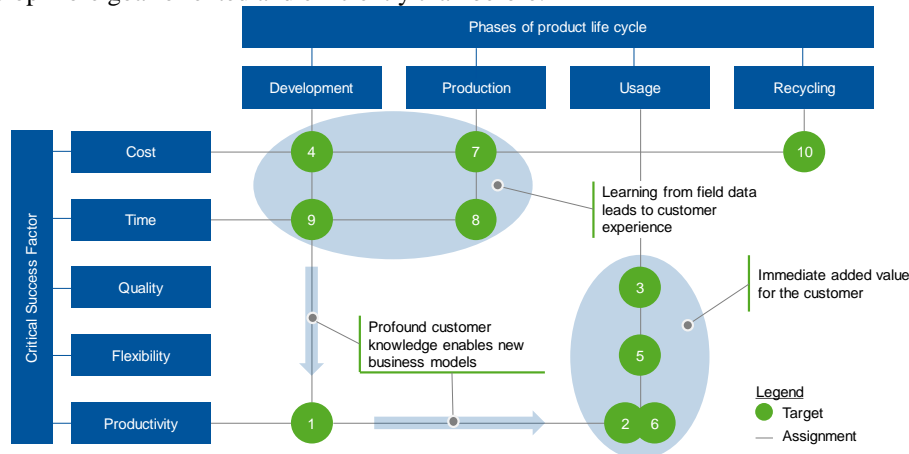 Phases of product life cycle
Development
Production
Usage
Recycling
Critical Success Factor
Cost
4
7
10
Learning from field data
leads to customer
experience
Time
9
8
Quality
3
Immediate added value
for the customer
Profound customer
knowledge enables new
business models
Flexibility
5
Productivity
1
2
6
Legend
Target
Assignment